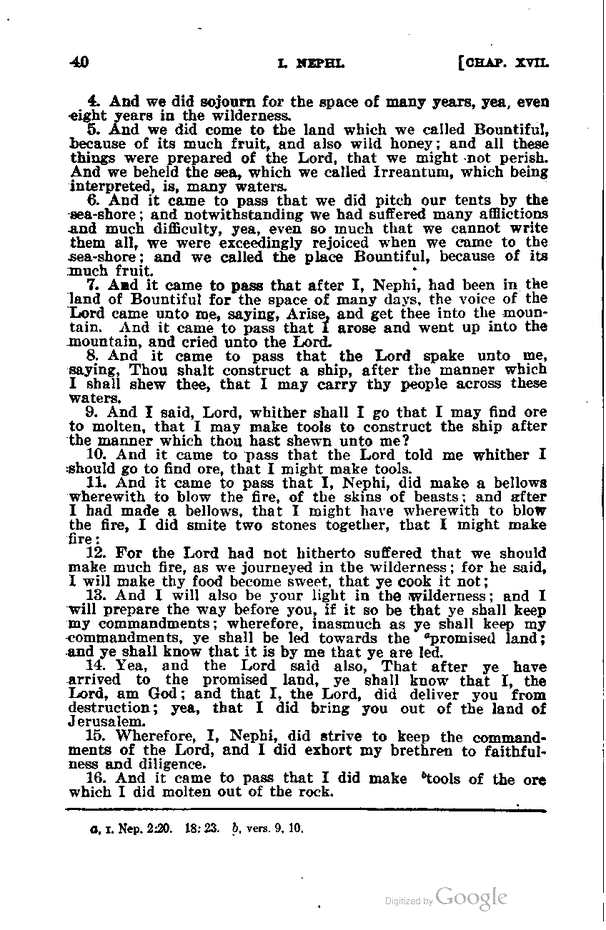 40 I. NEPHI. [CHAP. XVII.
4. And we did sojourn for the space of many years, yea, even
eight years in the wilderness.
5. And we did come to the land which we called Bountiful,
because of its much fruit, and also wild honey; and all these
things were prepared of the Lord, that we might not perish.
And we beheld the sea, which we called Irreantum, which being
interpreted, is, many waters.
6. And it came to pass that we did pitch our tents by the
sea-shore; and notwithstanding we had suffered many afflictions
and much difficulty, yea, even so much that we cannot write
them all, we were exceedingly rejoiced when we came to the
sea-shore; and we called the place Bountiful, because of its
much fruit.
7. And it came to pass that after I, Nephi, had been in the
land of Bountiful for the space of many days, the voice of the
Lord came unto me, saying, Arise, and get thee into the moun-
tain. And it came to pass that I arose and went up into the
mountain, and cried unto the Lord.
8. And it came to pass that the Lord spake unto me,
saying, Thou shalt construct a ship, after the manner which
I shall shew thee, that I may carry thy people across these
waters.
9. And I said, Lord, whither shall I go that I may find ore
to molten, that I may make tools to construct the ship after
the manner which thou hast shewn unto me?
10. And it came to pass that the Lord told me whither I
should go to find ore, that I might make tools.
11. And it came to pass that I, Nephi, did make a bellows
wherewith to blow the fire, of the skins of beasts; and after
I had made a bellows, that I might have wherewith to blow
the fire, I did smite two stones together, that I might make
fire:
12. For the Lord had not hitherto suffered that we should
make much fire, as we journeyed in the wilderness; for he said,
I will make thy food become sweet, that ye cook it not;
13. And I will also be your light in the wilderness; and I
will prepare the way before you, if it so be that ye shall keep
my commandments; wherefore, inasmuch as ye shall keep my
commandments, ye shall be led towards the ᵃpromised land;
and ye shall know that it is by me that ye are led.
14. Yea, and the Lord said also, That after ye have
arrived to the promised land, ye shall know that I, the
Lord, am God; and that I, the Lord, did deliver you from
destruction; yea, that I did bring you out of the land of
Jerusalem.
15. Wherefore, I, Nephi, did strive to keep the command-
ments of the Lord, and I did exhort my brethren to faithful-
ness and diligence.
16. And it came to pass that I did make ᵇtools of the ore
which I did molten out of the rock.
a, I. Nep. 2:20. 18:23. b, vers. 9, 10.
Digitized by Google